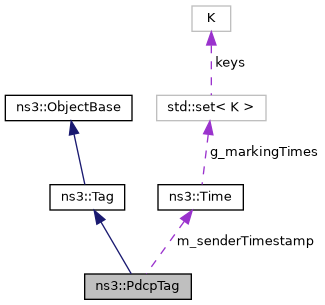 K
keys
ns3::ObjectBase
std::set< K >
g_markingTimes
ns3::Tag
ns3::Time
m_senderTimestamp
ns3::PdcpTag